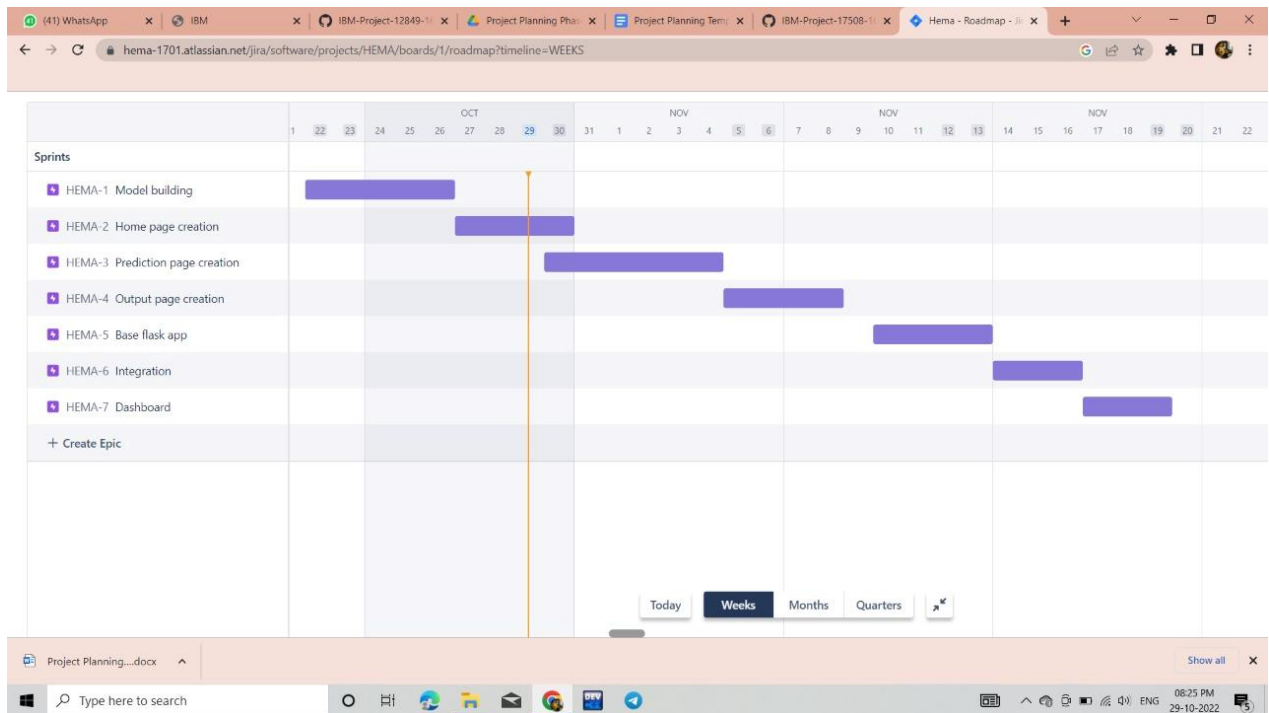 (41) WhatsApp
IBM
IBM-Project-12849-1
Project Planning Phas
Project Planning Temp
IBM-Project-17508-1
Hema - Roadmap - Ji
hema-1701.atlassian.net/jira/software/projects/HEMA/boards/1/roadmap?timeline=WEEKS
OCT NOV NOV NOV
1 22 23 24 25 26 27 28 29 30 31 1 2 3 4 5 6 7 8 9 10 11 12 13 14 15 16 17 18 19 20 21 22
Sprints
HEMA-1 Model building
HEMA-2 Home page creation
HEMA-3 Prediction page creation
HEMA-4 Output page creation
HEMA-5 Base flask app
HEMA-6 Integration
HEMA-7 Dashboard
+ Create Epic
Today Weeks Months Quarters
Project Planning....docx
Show all
Type here to search
DEV
ENG
08:25 PM
29-10-2022
5